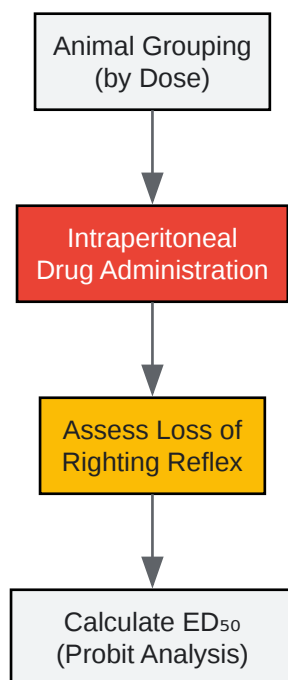 Animal Grouping
(by Dose)
Intraperitoneal
Drug Administration
Assess Loss of
Righting Reflex
Calculate ED₅₀
(Probit Analysis)